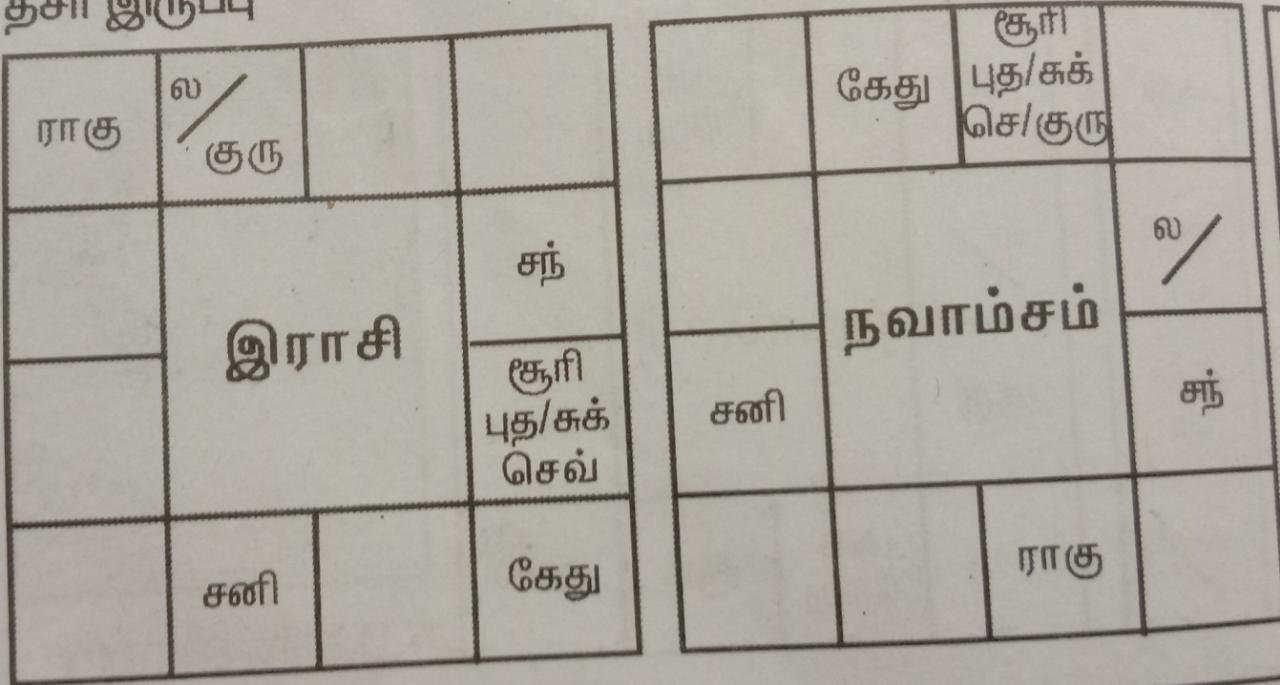 தசா இருப்பு
ராகு
ல/
குரு
சந்
இராசி
சூரி
புத/சுக்
செவ்
சனி
கேது
கேது
சூரி
புத/சுக்
செ/குரு
ல/
நவாம்சம்
சனி
சந்
ராகு